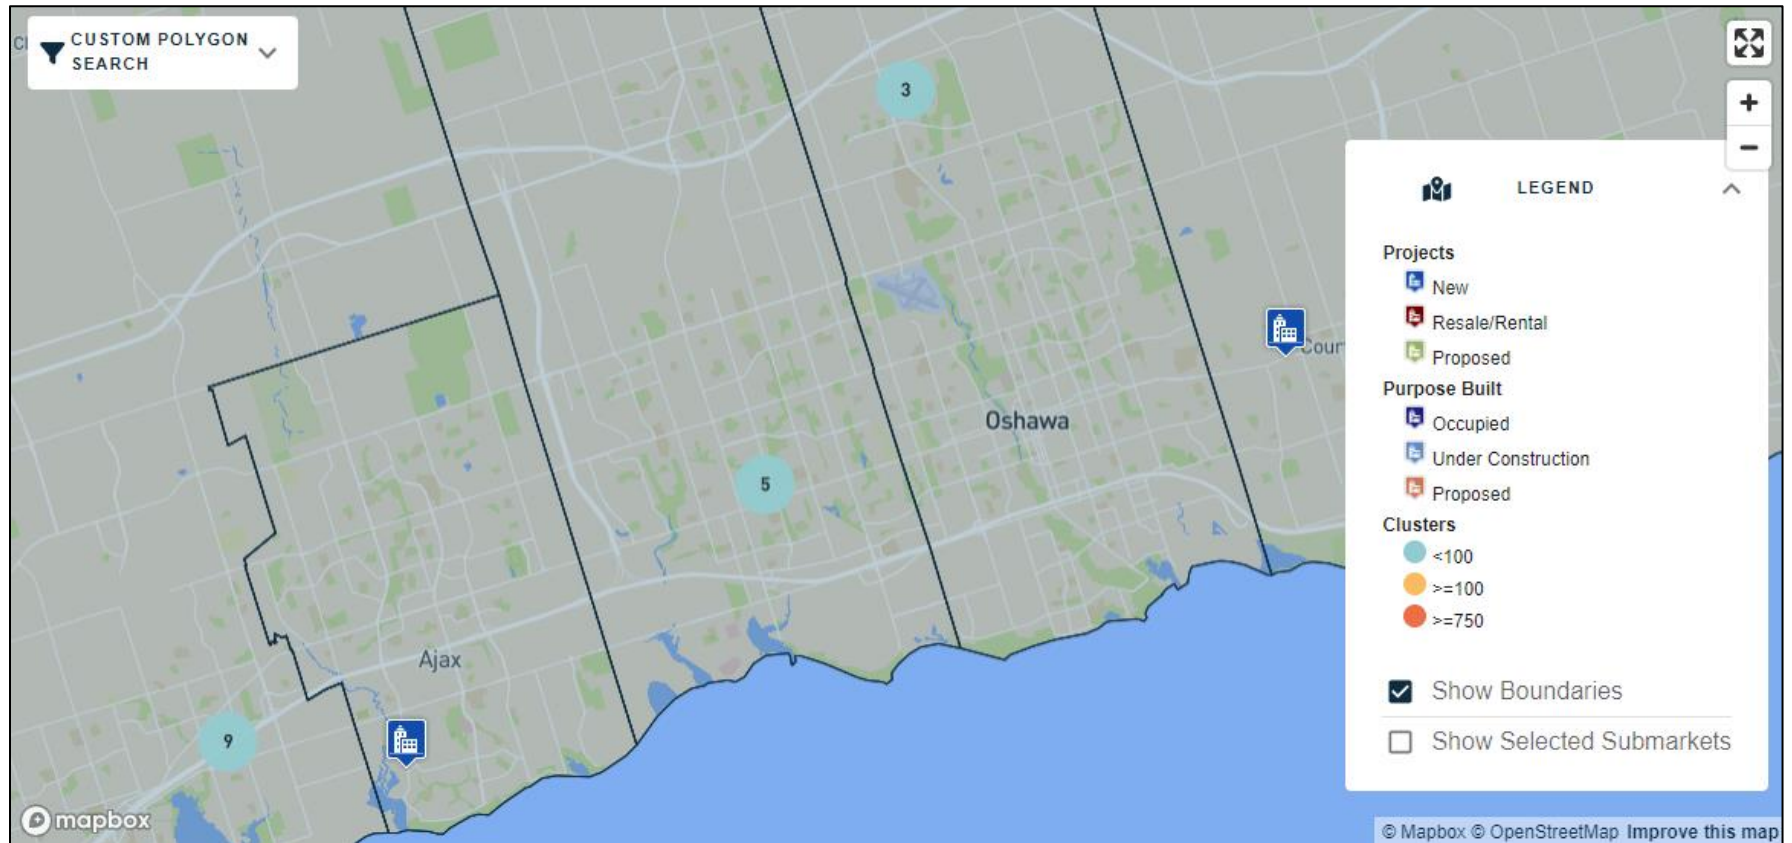 CUSTOM POLYGON
SEARCH
3
LEGEND
Projects
New
Resale/Rental
Proposed
Purpose Built
Occupied
Under Construction
Proposed
Clusters
<100
>=100
>=750
Show Boundaries
Show Selected Submarkets
Cour
Oshawa
5
Ajax
9
mapbox
© Mapbox © OpenStreetMap Improve this map